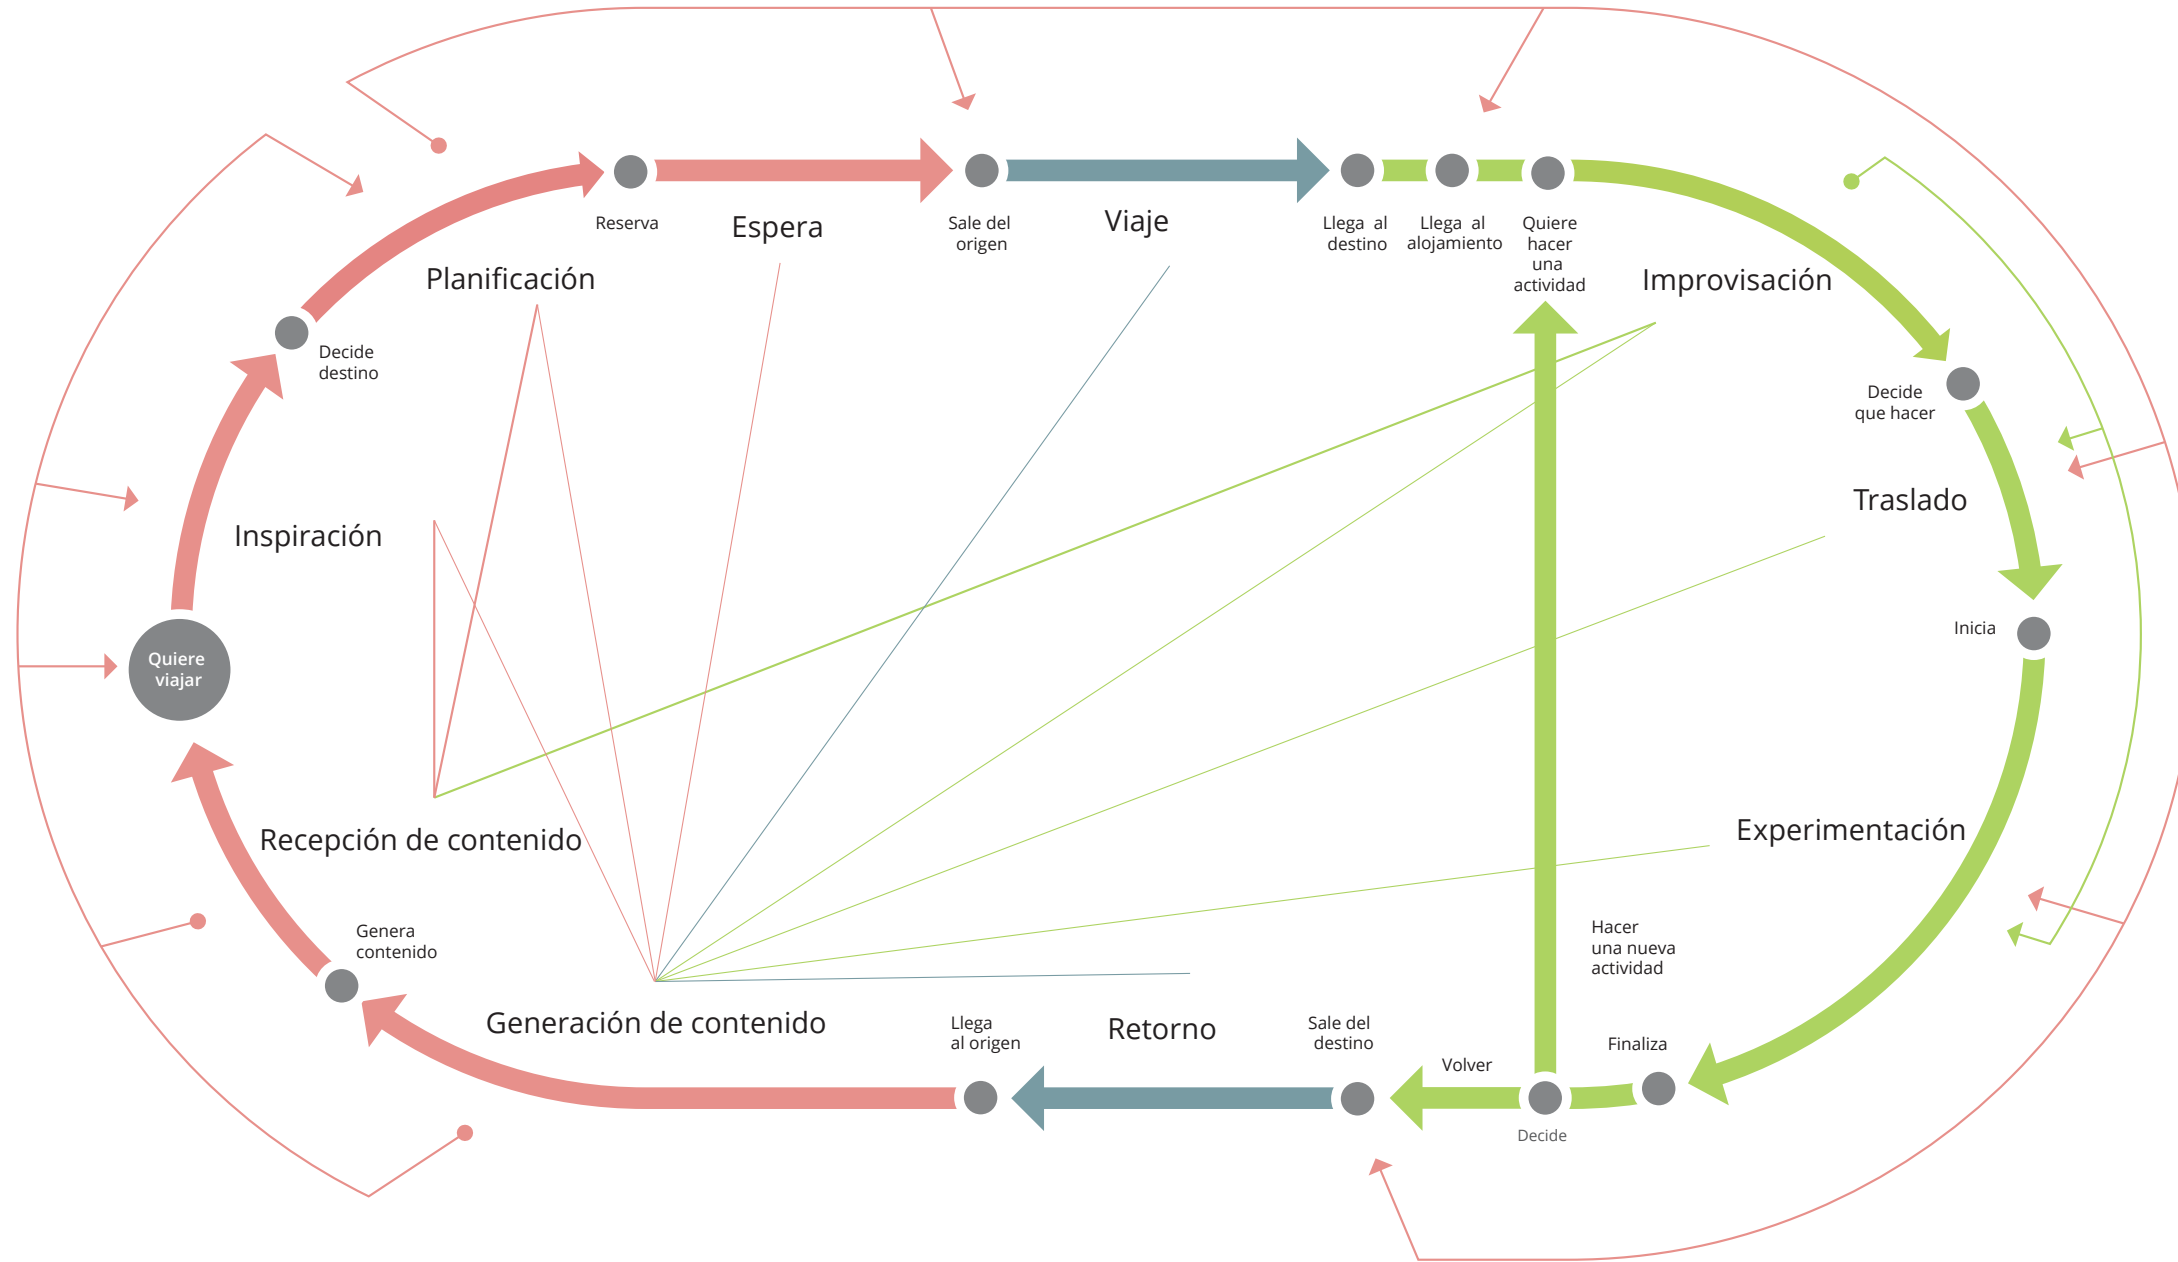 Reserva
Espera
Sale del
origen
Viaje
Llega al
destino
Llega al
alojamiento
Quiere
hacer
una
actividad
Planificación
Improvisación
Decide
destino
Decide
que hacer
Traslado
Inspiración
Inicia
Quiere
viajar
Recepción de contenido
Experimentación
Genera
contenido
Hacer
una nueva
actividad
Generación de contenido
Llega
al origen
Retorno
Sale del
destino
Volver
Finaliza
Decide